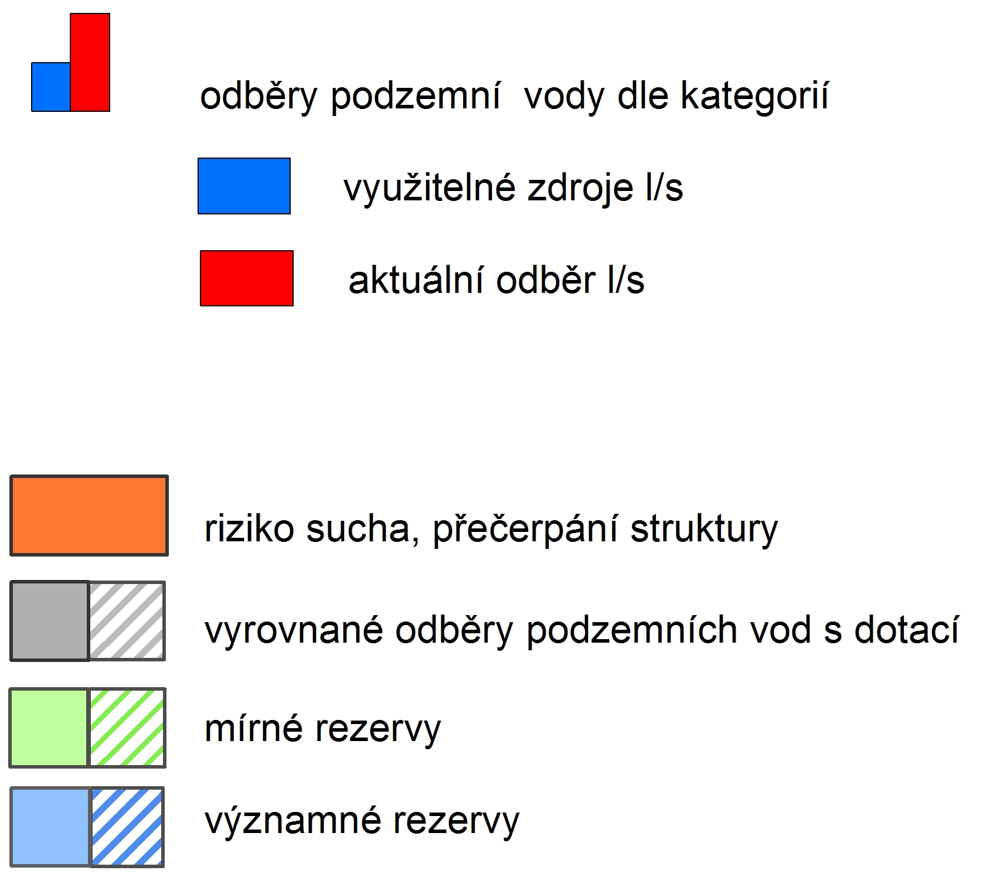 odběry podzemní  vody dle kategorií
využitelné zdroje l/s
aktuální odběr l/s
riziko sucha, přečerpání struktury
vyrovnané odběry podzemních vod s dotací
mírné rezervy
významné rezervy